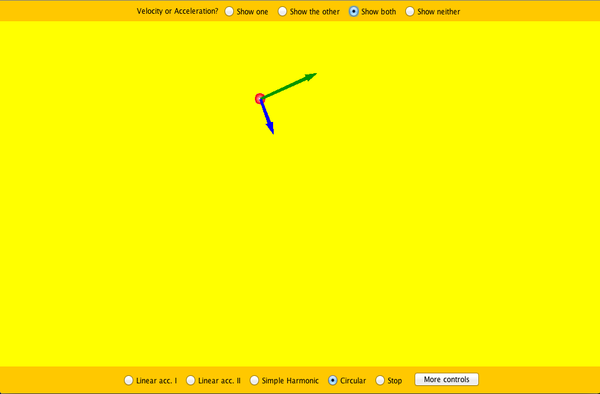 Velocity or Acceleration? Show one Show the other Show both Show neither
Linear acc. I Linear acc. II Simple Harmonic Circular Stop More controls